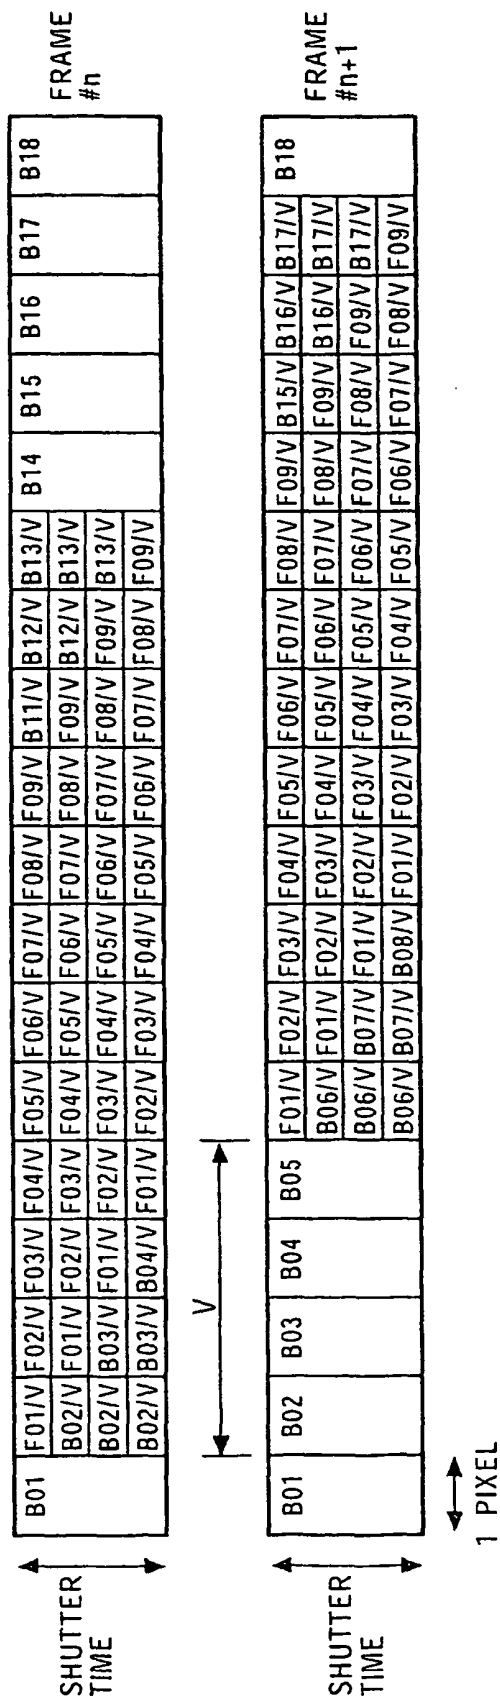 B01 F01/V F02/V F03/V F04/V F05/V F06/V F07/V F08/V F09/V B11/V B12/V B13/V B14 B15 B16 B17 B18
B02/V F01/V F02/V F03/V F04/V F05/V F06/V F07/V F08/V F09/V B12/V B13/V
B02/V B03/V F01/V F02/V F03/V F04/V F05/V F06/V F07/V F08/V F09/V B13/V
B02/V B03/V B04/V F01/V F02/V F03/V F04/V F05/V F06/V F07/V F08/V F09/V
SHUTTER
TIME
FRAME
#n
V
B01 B02 B03 B04 B05 F01/V F02/V F03/V F04/V F05/V F06/V F07/V F08/V F09/V B15/V B16/V B17/V B18
B06/V F01/V F02/V F03/V F04/V F05/V F06/V F07/V F08/V F09/V B16/V B17/V
B06/V B07/V F01/V F02/V F03/V F04/V F05/V F06/V F07/V F08/V F09/V B17/V
B06/V B07/V B08/V F01/V F02/V F03/V F04/V F05/V F06/V F07/V F08/V F09/V
SHUTTER
TIME
FRAME
#n+1
1 PIXEL